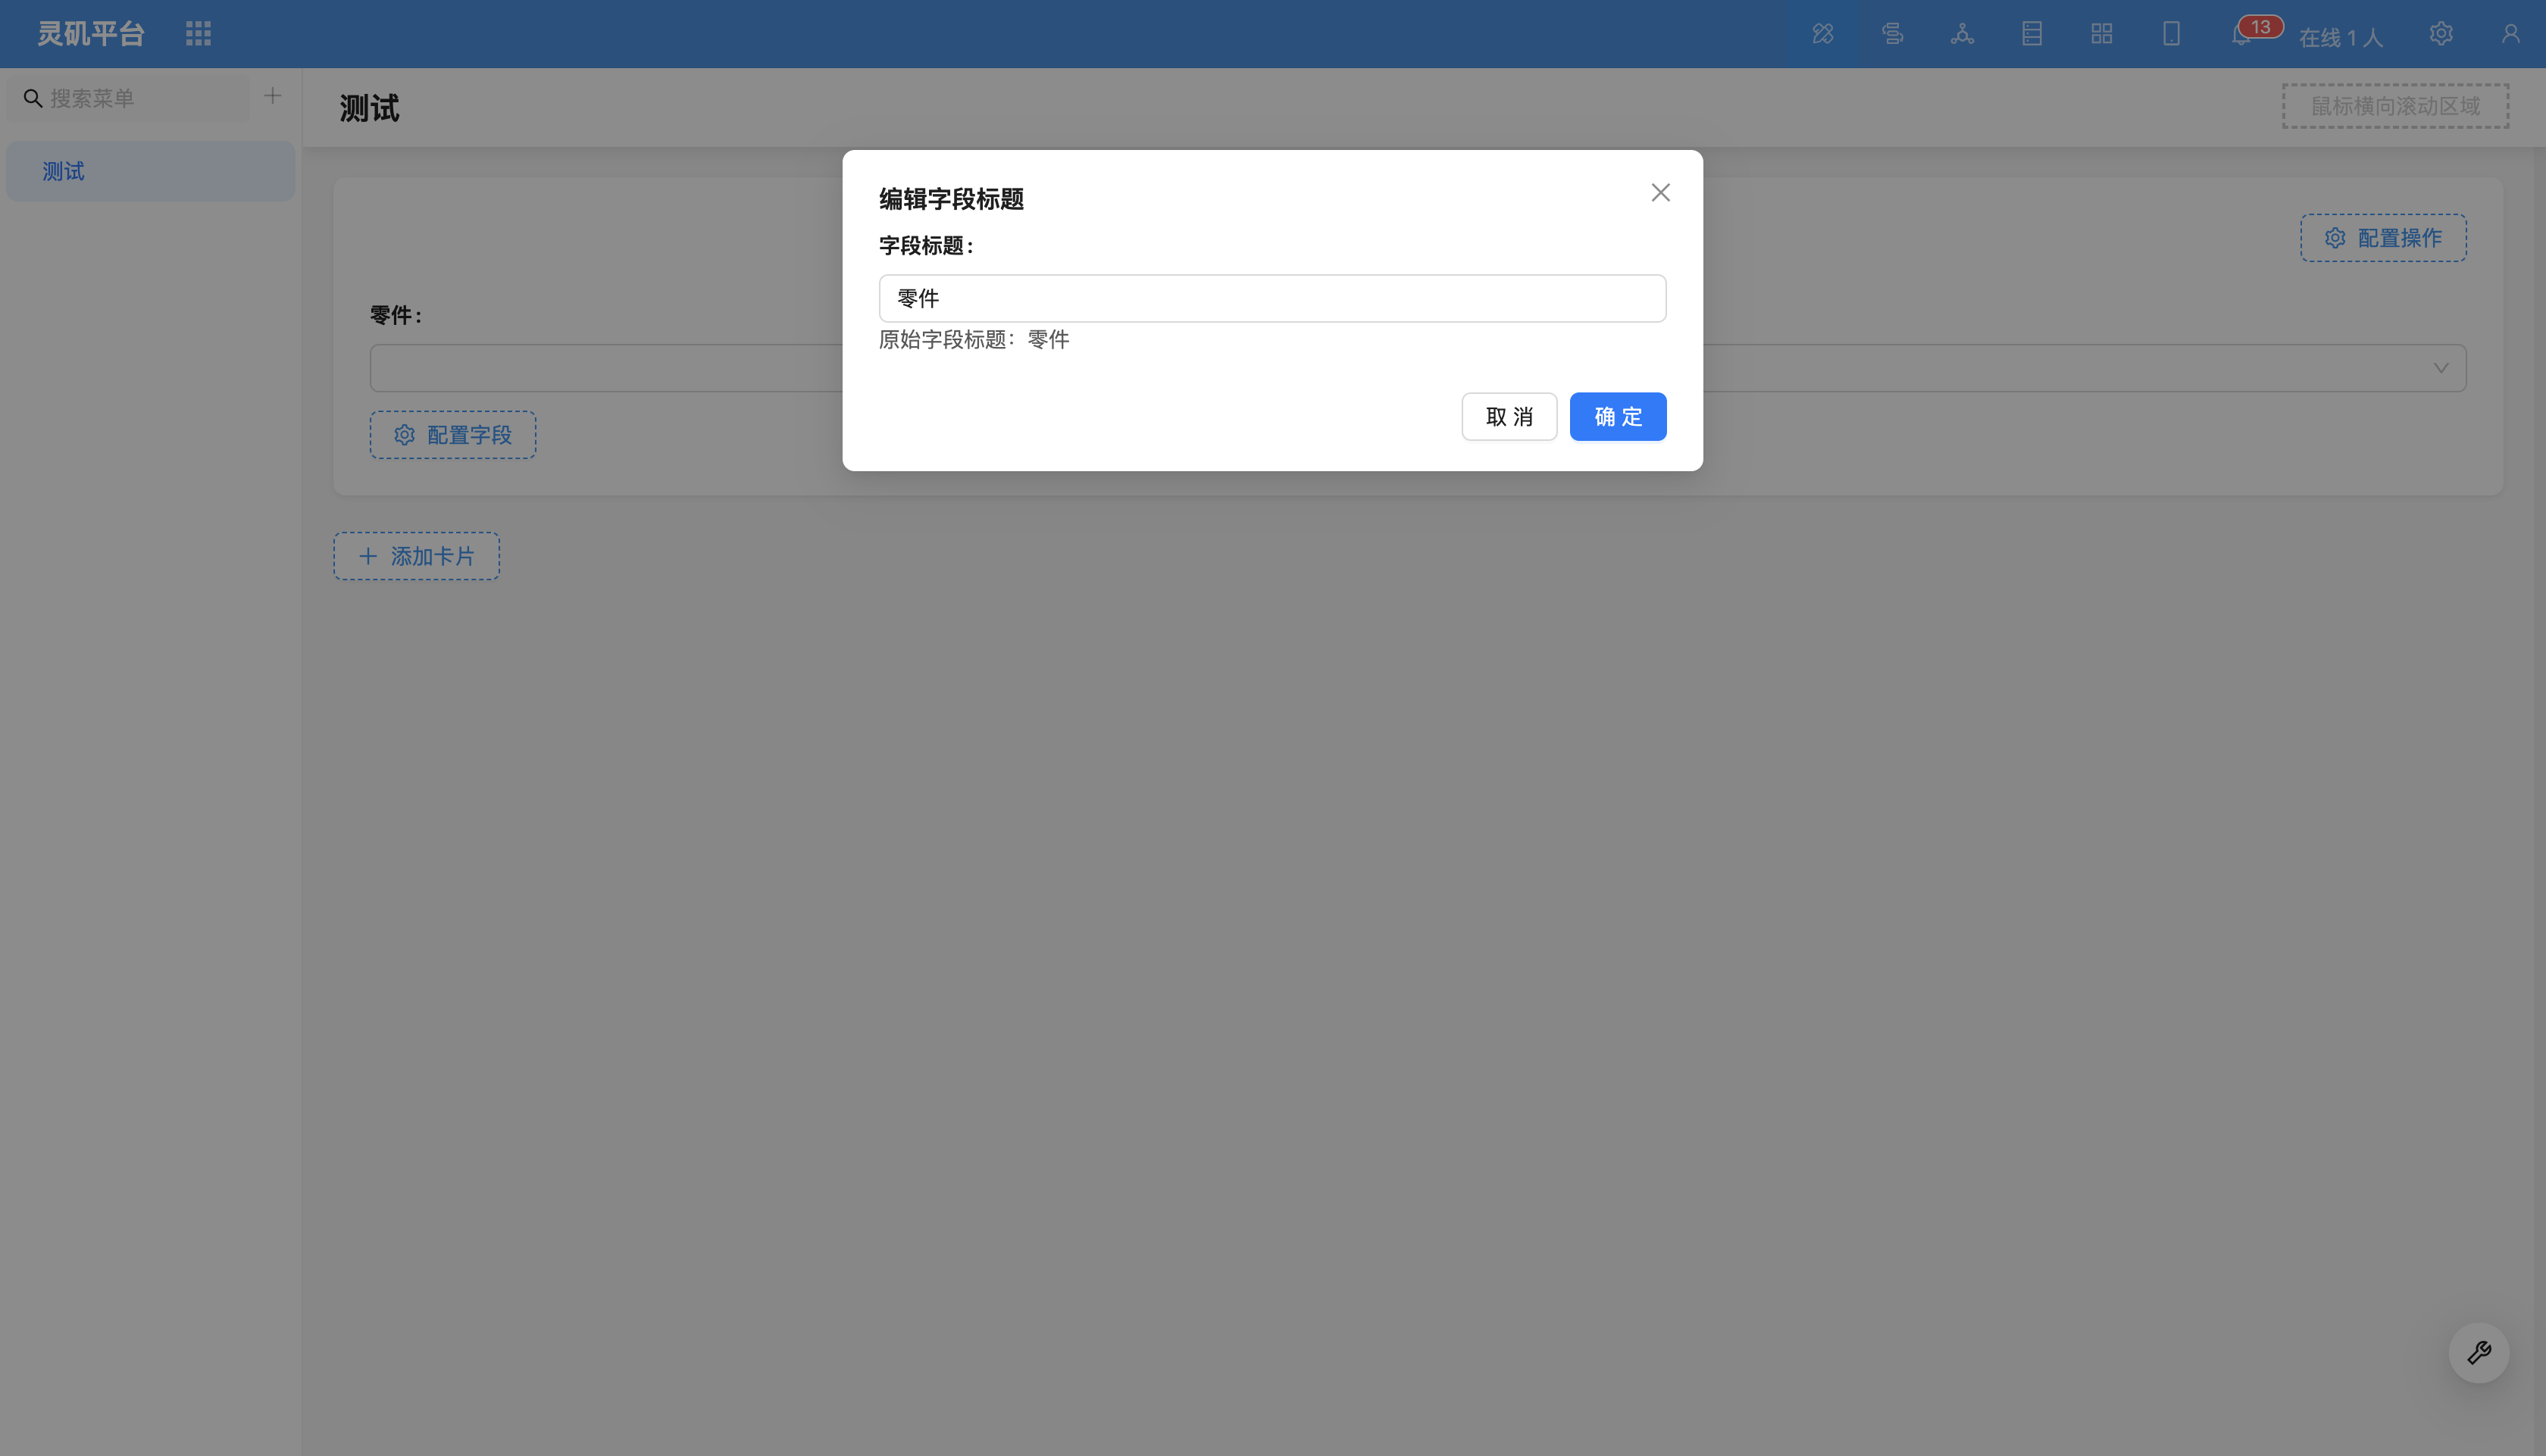 灵矶平台
13
在线 1 人
搜索菜单
测试
测试
鼠标横向滚动区域
配置操作
零件：
配置字段
添加卡片
编辑字段标题
字段标题：
零件
原始字段标题：零件
取 消
确 定